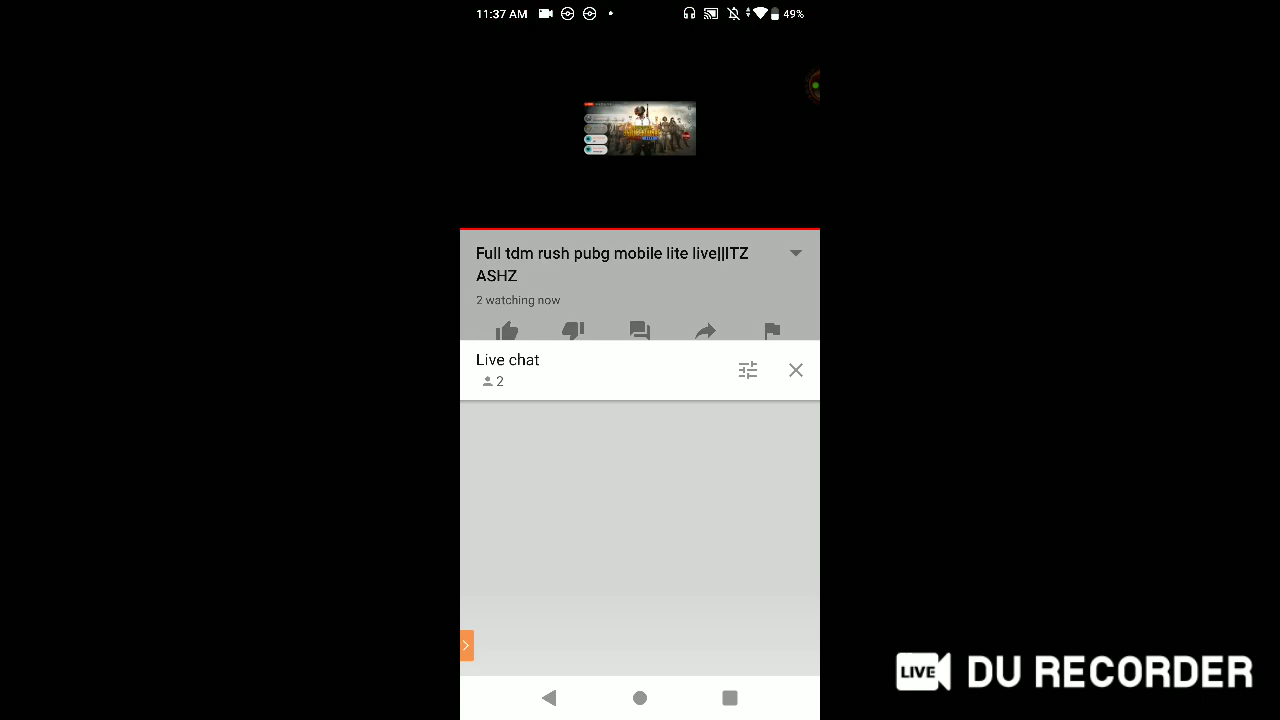 11:37 AM
49%
Full tdm rush pubg mobile lite live||ITZ
ASHZ
2 watching now
Live chat
2
LIVE DU RECORDER